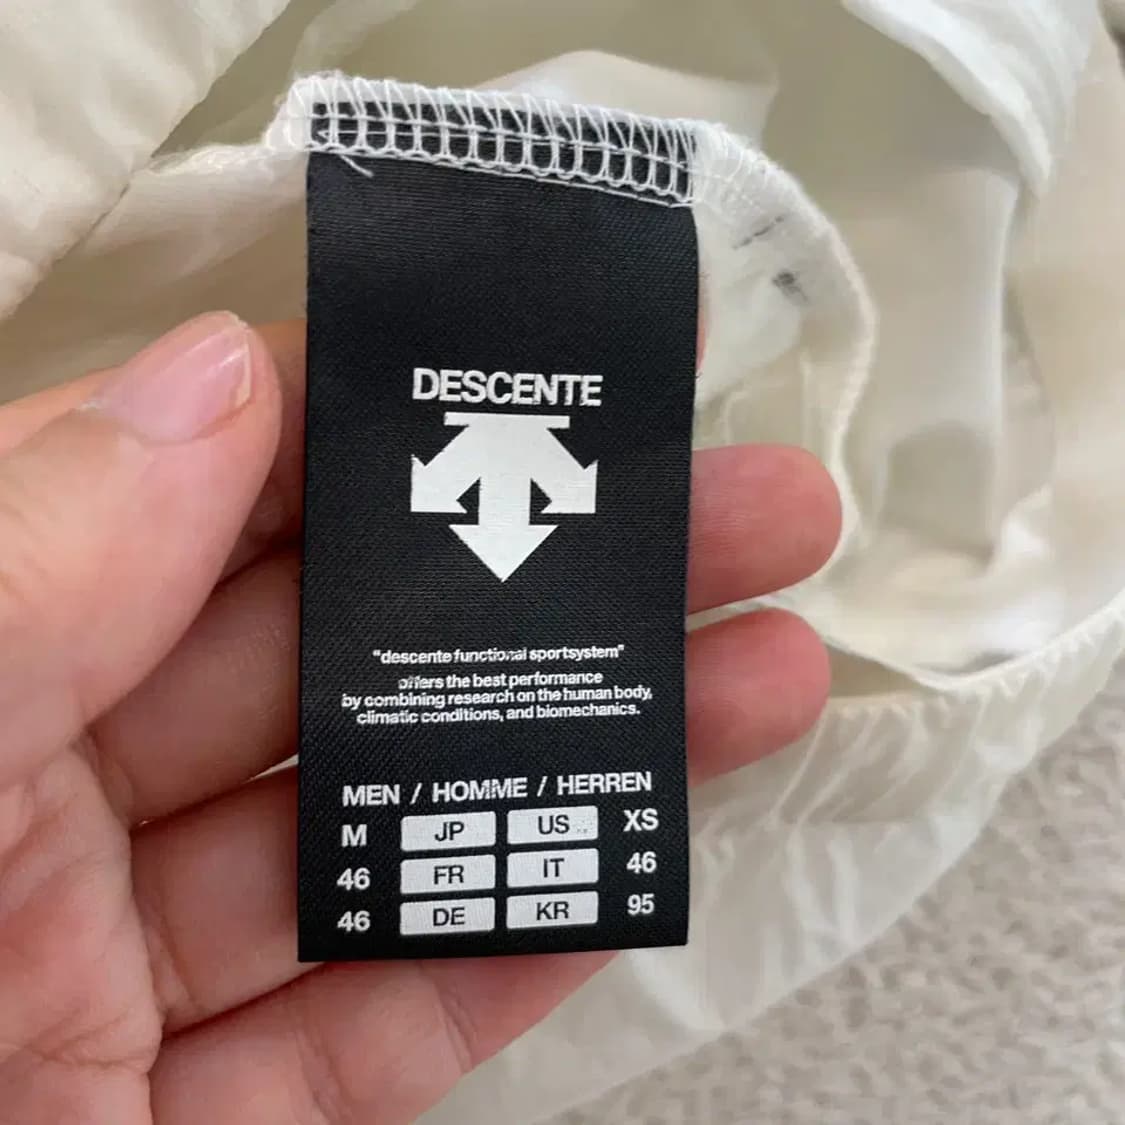 DESCENTE
"descente functional sportsystem"
offers the best performance
by combining research on the human body,
climatic conditions, and biomechanics.
MEN / HOMME / HERREN
M JP US XS
46 FR IT 46
46 DE KR 95